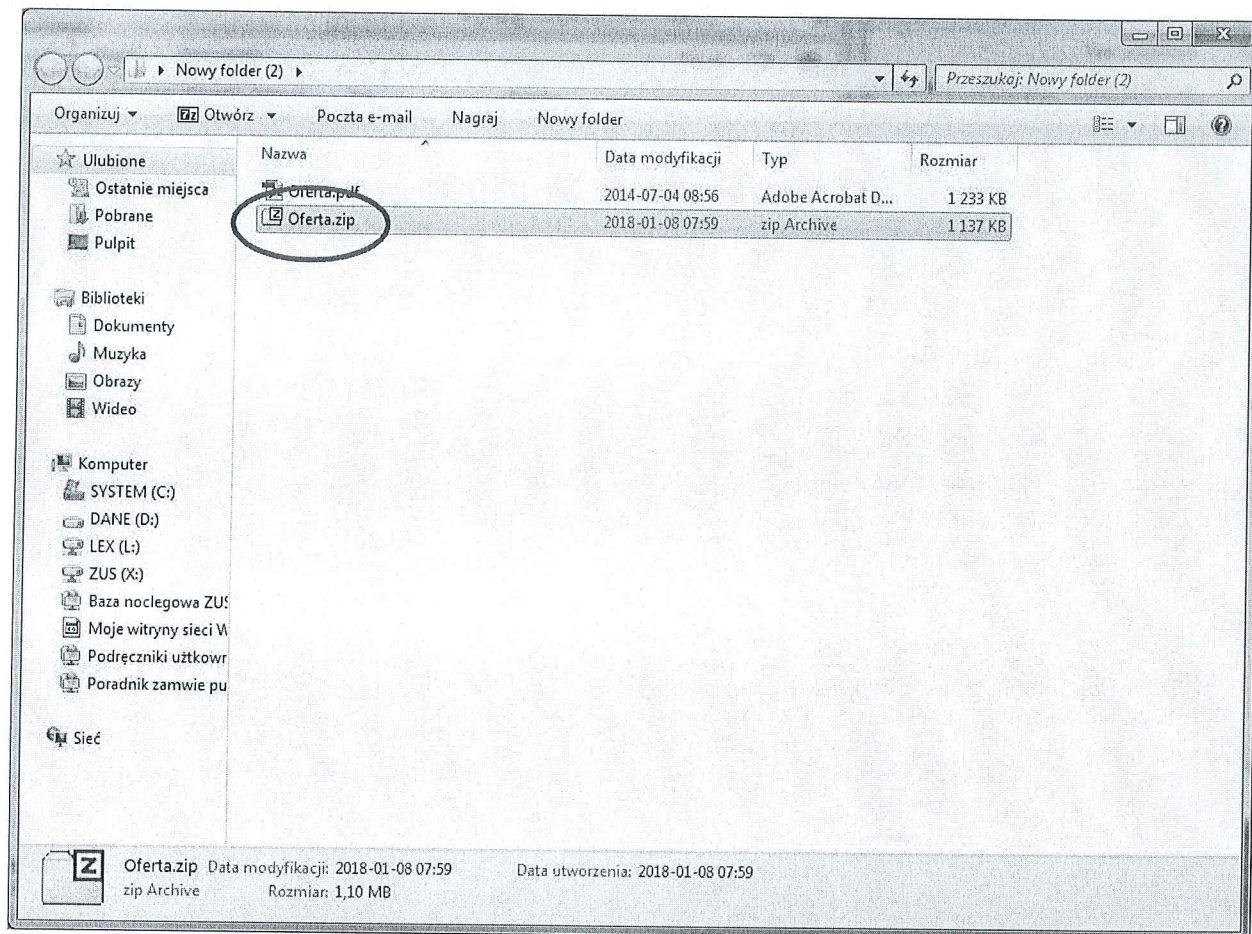 Nowy folder (2)
Przeszukaj: Nowy folder (2)
Organizuj
Otwórz
Poczta e-mail
Nagraj
Nowy folder
Nazwa
Data modyfikacji
Typ
Rozmiar
Oferta.pdf
2014-07-04 08:56
Adobe Acrobat D...
1 233 KB
Oferta.zip
2018-01-08 07:59
zip Archive
1 137 KB
Ulubione
Ostatnie miejsca
Pobrane
Pulpit
Biblioteki
Dokumenty
Muzyka
Obrazy
Wideo
Komputer
SYSTEM (C:)
DANE (D:)
LEX (L:)
ZUS (X:)
Baza noclegowa ZUS
Moje witryny sieci W
Podręczniki użtkowr
Poradnik zamwie pu
Sieć
Oferta.zip Data modyfikacji: 2018-01-08 07:59
Data utworzenia: 2018-01-08 07:59
zip Archive
Rozmiar: 1,10 MB